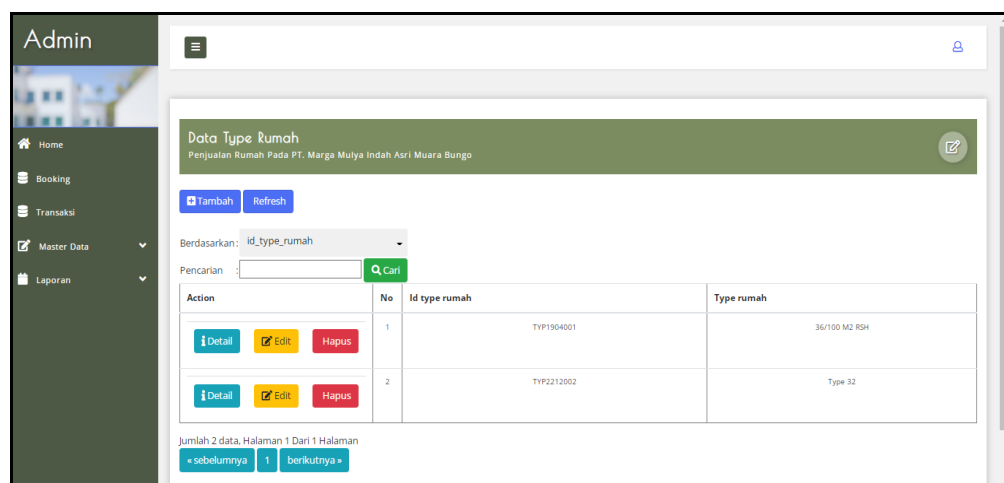 Admin
Home
Booking
Transaksi
Master Data
Laporan
Data Type Rumah
Penjualan Rumah Pada PT. Marga Mulya Indah Asri Muara Bungo
Tambah Refresh
Berdasarkan: id_type_rumah
Pencarian : Cari
Action No Id type rumah Type rumah
Detail Edit Hapus 1 TYP1904001 36/100 M2 RSH
Detail Edit Hapus 2 TYP2212002 Type 32
Jumlah 2 data, Halaman 1 Dari 1 Halaman
« sebelumnya 1 berikutnya »